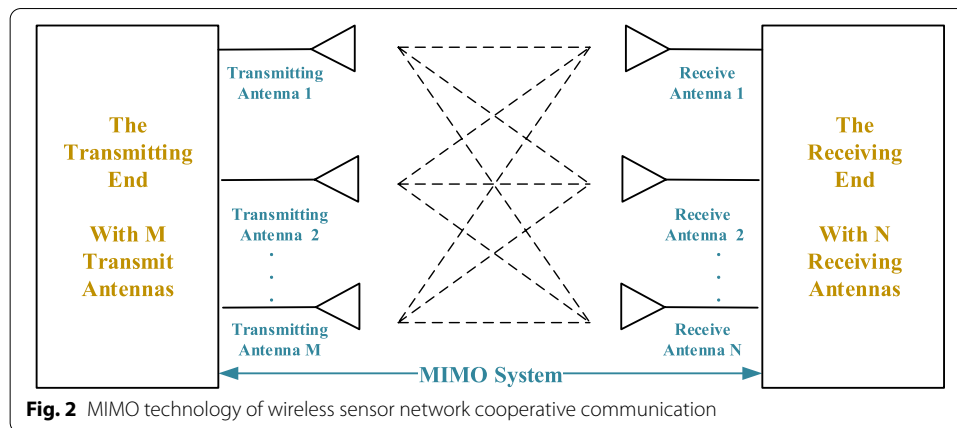 The
Transmitting
End
With M
Transmit
Antennas
Transmitting
Antenna 1
Transmitting
Antenna 2
Transmitting
Antenna M
Receive
Antenna 1
Receive
Antenna 2
Receive
Antenna N
The
Receiving
End
With N
Receiving
Antennas
MIMO System
Fig. 2 MIMO technology of wireless sensor network cooperative communication